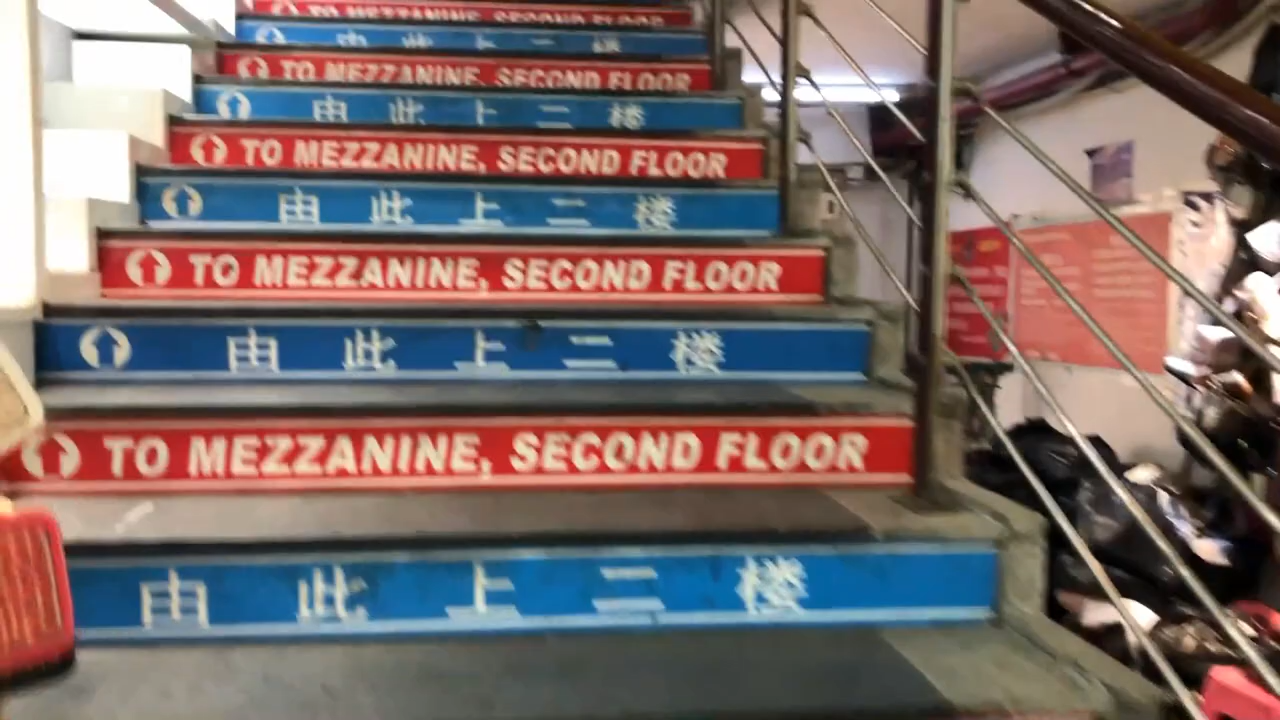 TO MEZZANINE, SECOND FLOOR
由此上二楼
TO MEZZANINE, SECOND FLOOR
由此上二楼
TO MEZZANINE, SECOND FLOOR
由此上二楼
TO MEZZANINE, SECOND FLOOR
由此上二楼
TO MEZZANINE, SECOND FLOOR
由此上二楼